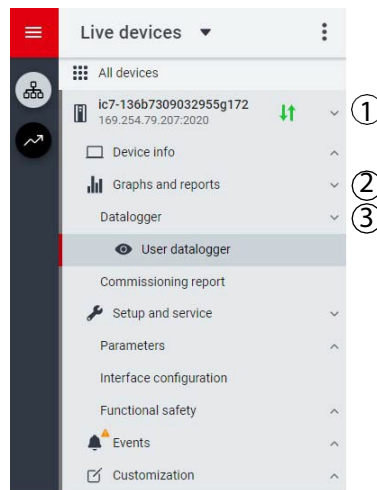 Live devices
All devices
ic7-136b7309032955g172
169.254.79.207:2020
1
Device info
Graphs and reports
2
Datalogger
3
User datalogger
Commissioning report
Setup and service
Parameters
Interface configuration
Functional safety
Events
Customization